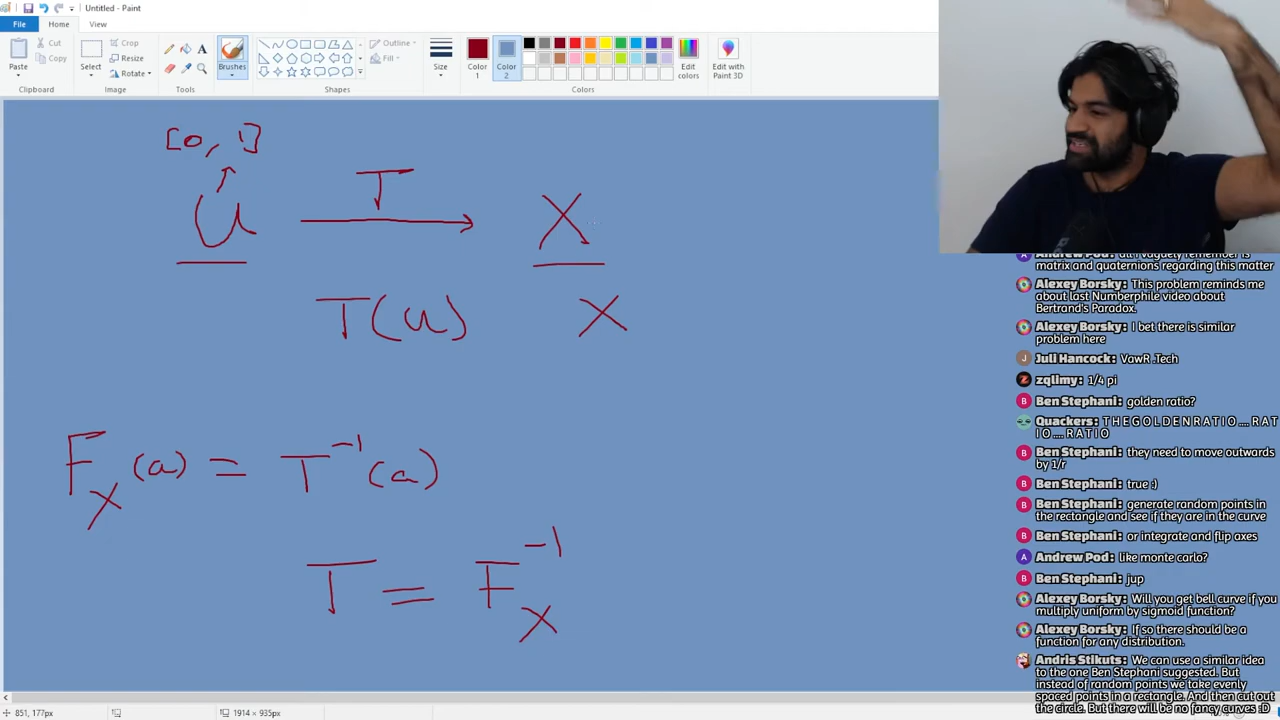 Untitled - Paint
File Home View
Paste
Cut
Copy
Clipboard
Select
Crop
Resize
Rotate
Image
Tools
Brushes
Shapes
Outline
Fill
Size
Color 1
Color 2
Edit colors
Edit with Paint 3D
Colors
[0, 1]
U T X
T(u) X
F X (a) = T -1 (a)
T = F X -1
matrix and quaternions regarding this matter
Alexey Borsky: This problem reminds
me about last Numberphile video about
Bertrand's Paradox.
Alexey Borsky: I bet there is similar
problem here
Juli Hancock: VawR .Tech
zqlimy: 1/4 pi
Ben Stephani: golden ratio?
Quackers: T H E G O L D E N R A T I O .... R A T
I O .... R A T I O
Ben Stephani: they need to move outwards
by 1/r
Ben Stephani: true :)
Ben Stephani: generate random points in
the rectangle and see if they are in the curve
Ben Stephani: or integrate and flip axes
Andrew Pod: like monte carlo?
Ben Stephani: jup
Alexey Borsky: Will you get bell curve if you
multiply uniform by sigmoid function?
Alexey Borsky: If so there should be a
function for any distribution.
Andris Stikuts: We can use a similar idea
to the one Ben Stephani suggested. But
instead of random points we take evenly
spaced points in a rectangle. And then cut out
the circle. But there will be no fancy curves :D
851, 177px
1914 × 935px